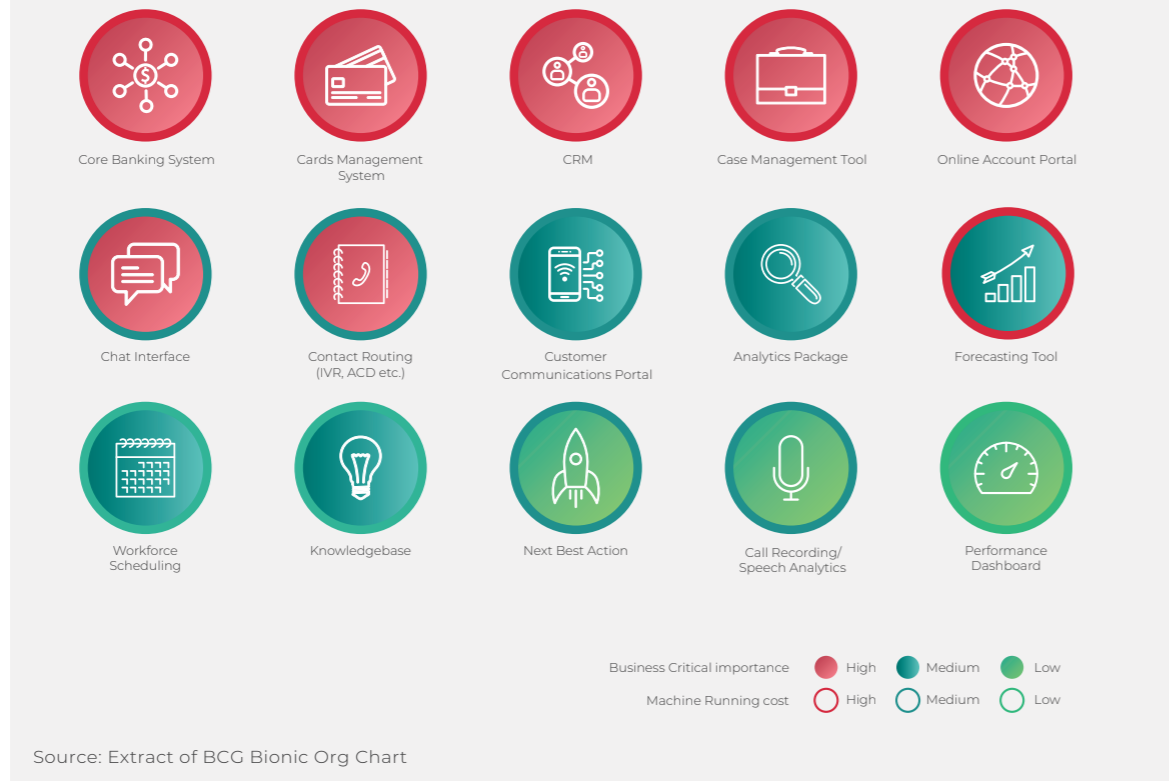 $
Core Banking System
Cards Management
System
CRM
Case Management Tool
Online Account Portal
Chat Interface
Contact Routing
(IVR, ACD etc.)
Customer
Communications Portal
Analytics Package
Forecasting Tool
Workforce
Scheduling
Knowledgebase
Next Best Action
Call Recording/
Speech Analytics
Performance
Dashboard
Business Critical importance High Medium Low
Machine Running cost High Medium Low
Source: Extract of BCG Bionic Org Chart